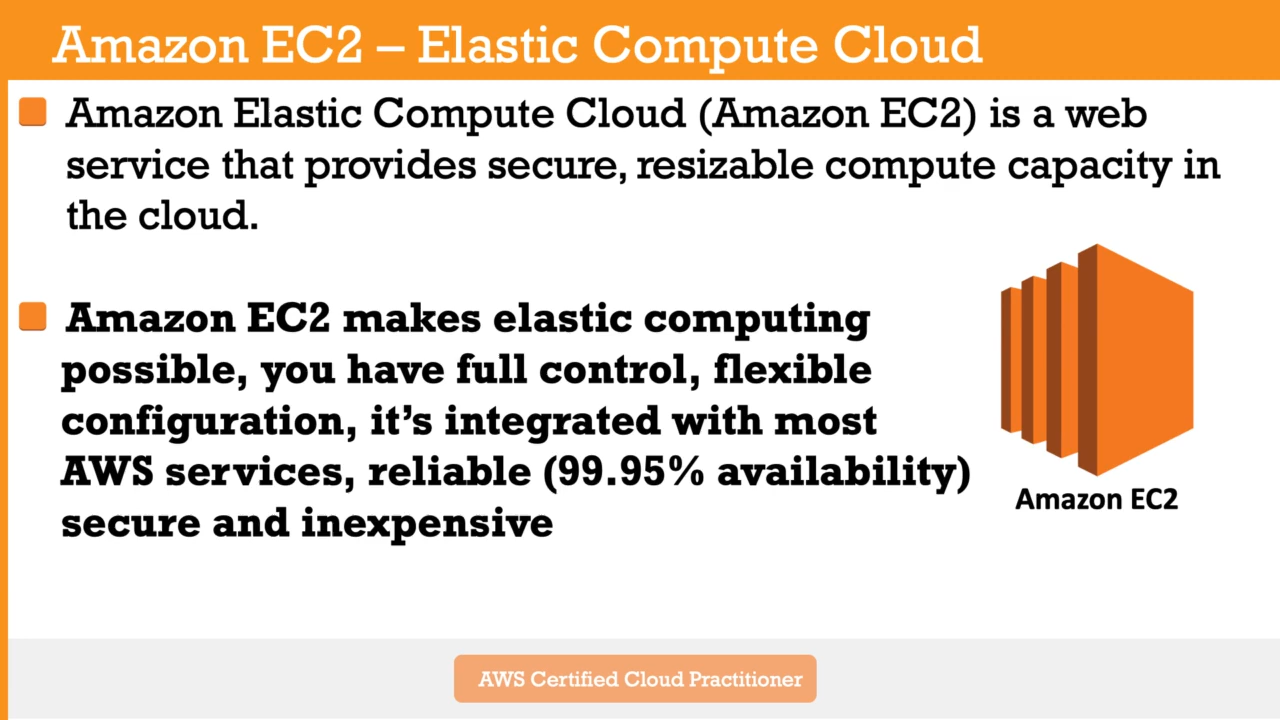 Amazon EC2 – Elastic Compute Cloud
Amazon Elastic Compute Cloud (Amazon EC2) is a web
service that provides secure, resizable compute capacity in
the cloud.
Amazon EC2 makes elastic computing
possible, you have full control, flexible
configuration, it’s integrated with most
AWS services, reliable (99.95% availability)
secure and inexpensive
Amazon EC2
AWS Certified Cloud Practitioner